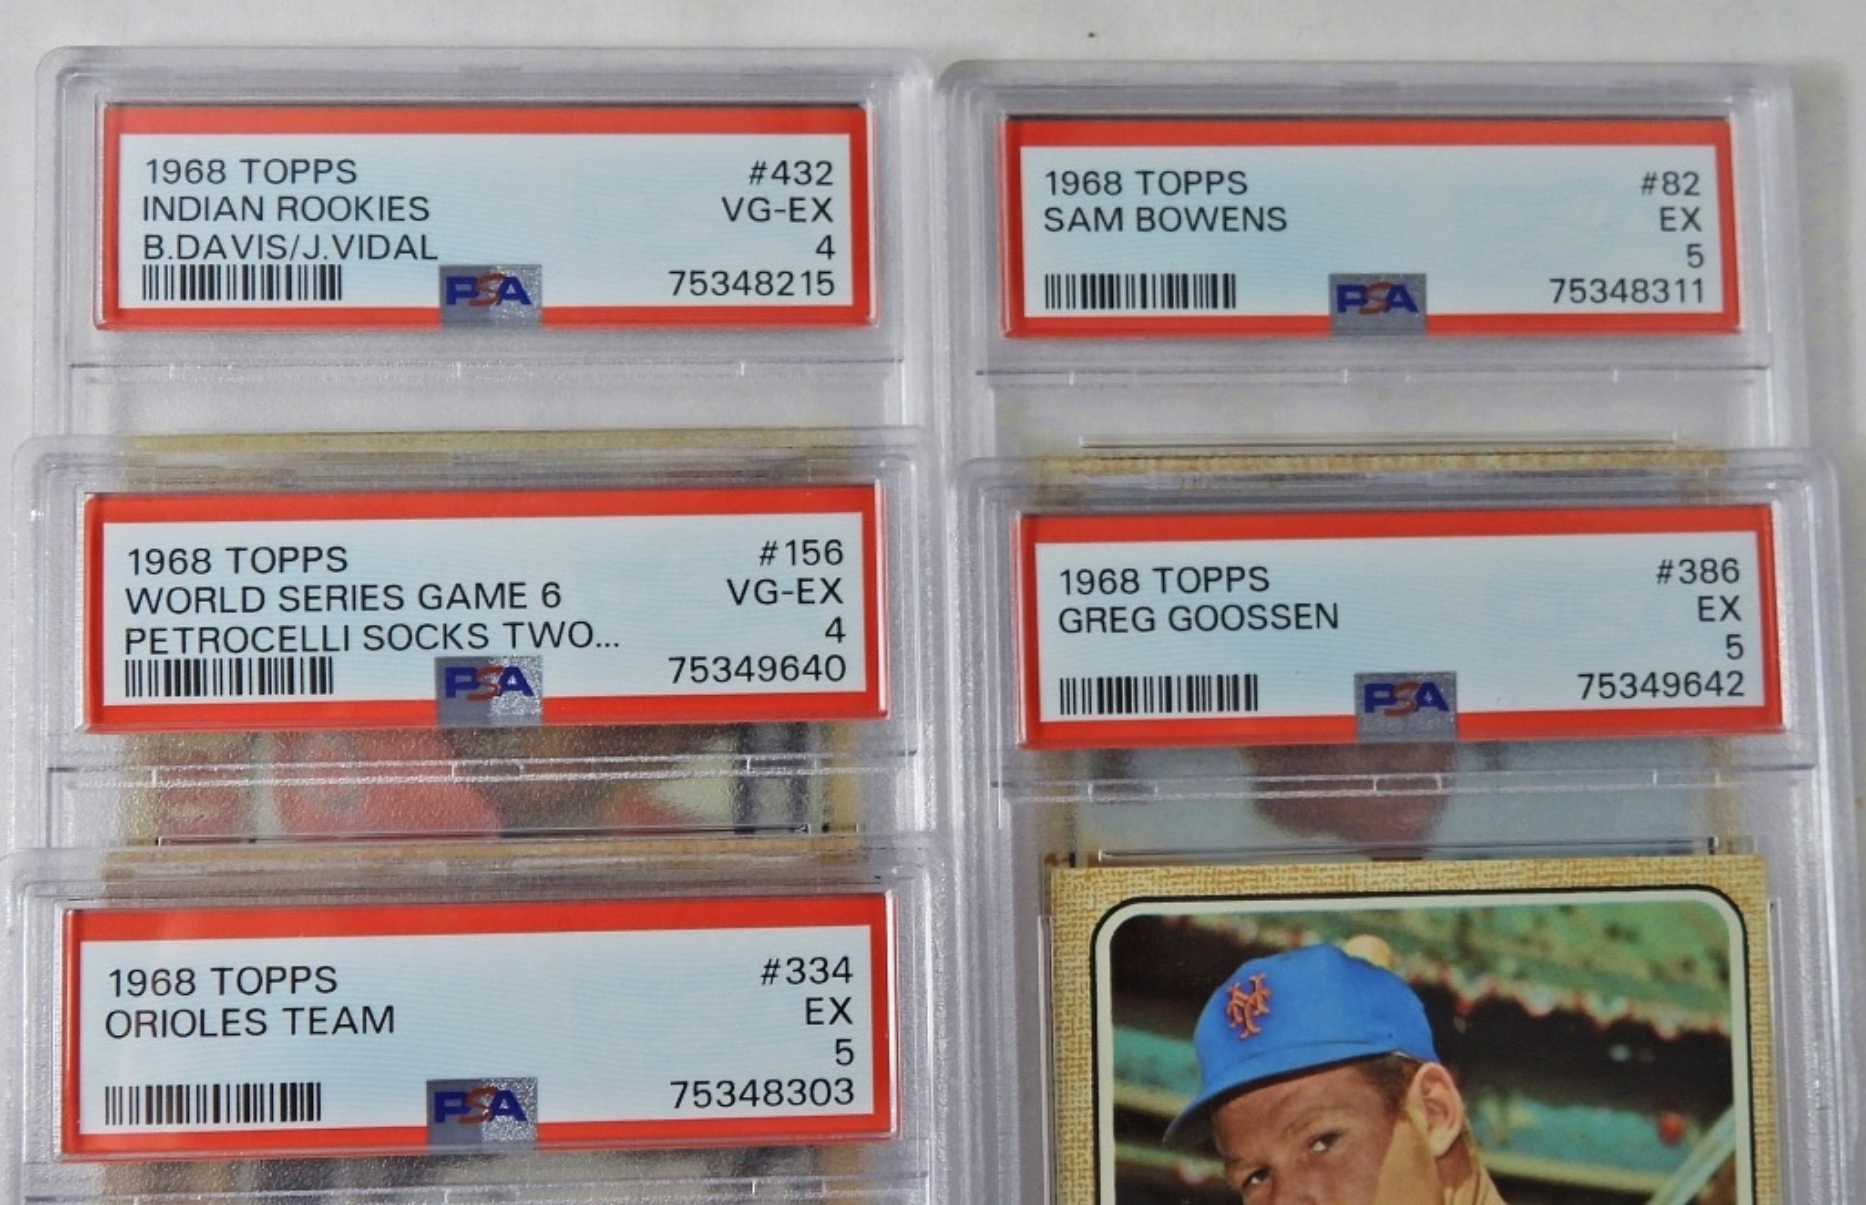 1968 TOPPS #432
INDIAN ROOKIES VG-EX
B.DAVIS/J.VIDAL 4
PSA 75348215
1968 TOPPS #82
SAM BOWENS EX
5
PSA 75348311
1968 TOPPS #156
WORLD SERIES GAME 6 VG-EX
PETROCELLI SOCKS TWO... 4
PSA 75349640
1968 TOPPS #386
GREG GOOSSEN EX
5
PSA 75349642
1968 TOPPS #334
ORIOLES TEAM EX
5
PSA 75348303
NY